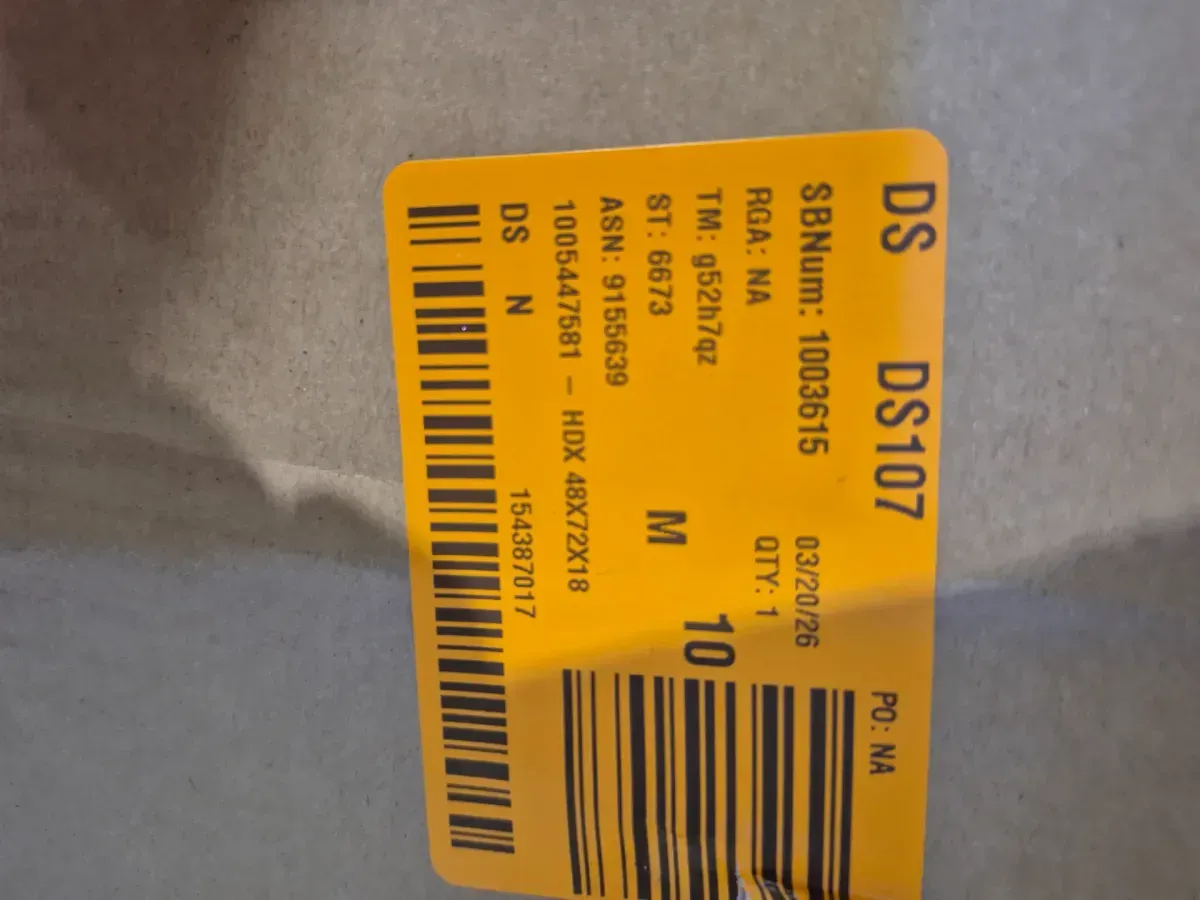 DS DS107 PO: NA
SBNum: 1003615 03/20/26
RGA: NA QTY: 1
TM: g52h7qz 10
ST: 6673 M
ASN: 9155639
1005447581 - HDX 48X72X18
DS N 154387017